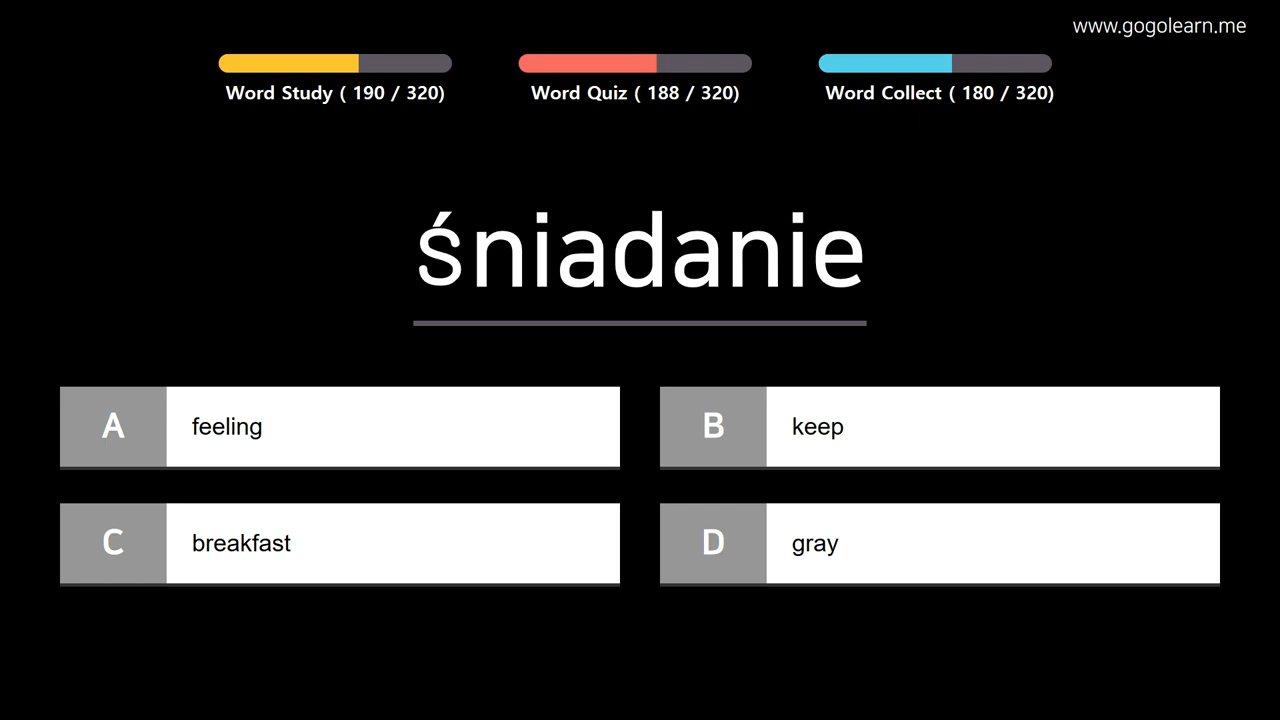 www.gogolearn.me
Word Study ( 190 / 320)
Word Quiz ( 188 / 320)
Word Collect ( 180 / 320)
śniadanie
A feeling
B keep
C breakfast
D gray